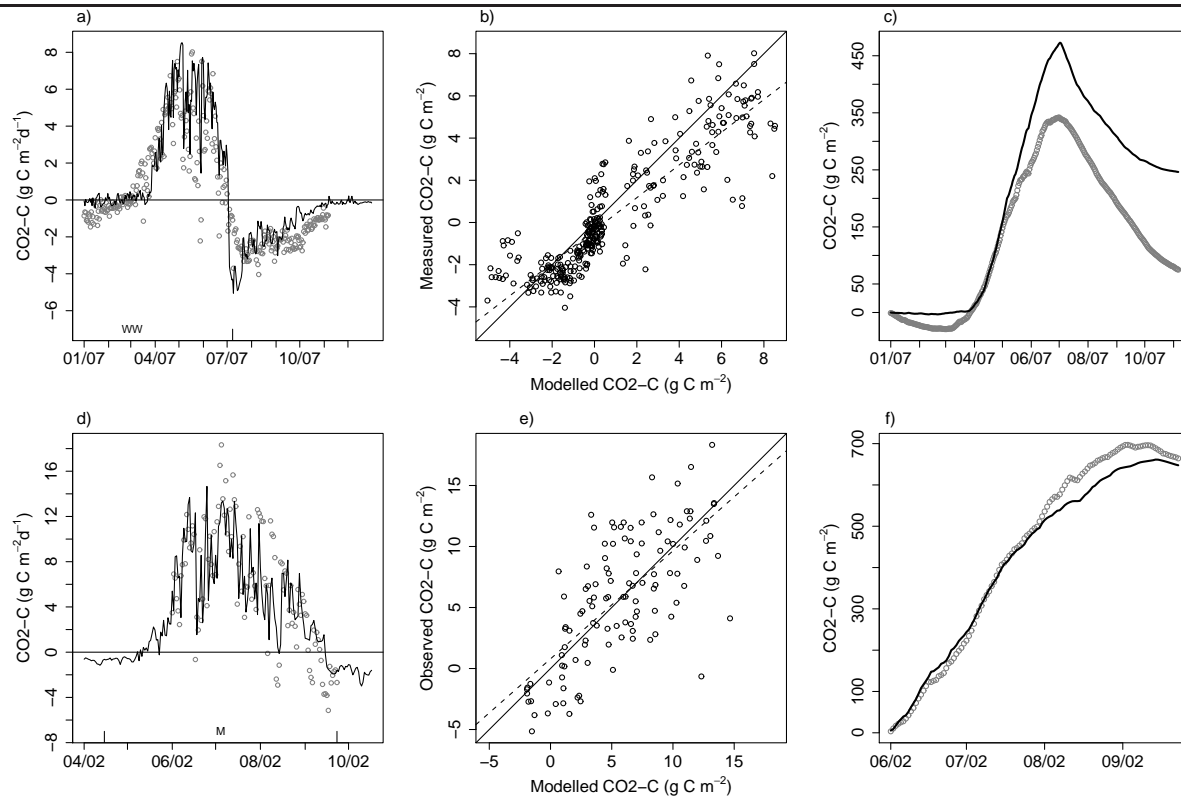 a)
CO2−C (g C m−2d−1)
8
6
4
2
0
−2
−4
−6
WW
01/07 04/07 07/07 10/07
b)
Measured CO2−C (g C m−2)
8
6
4
2
0
−2
−4
−4 −2 0 2 4 6 8
Modelled CO2−C (g C m−2)
c)
CO2−C (g C m−2)
450
350
250
150
0
01/07 04/07 06/07 08/07 10/07
d)
CO2−C (g C m−2d−1)
16
12
8
4
0
−4
−8
M
04/02 06/02 08/02 10/02
e)
Observed CO2−C (g C m−2)
15
10
5
0
−5
−5 0 5 10 15
Modelled CO2−C (g C m−2)
f)
CO2−C (g C m−2)
700
500
300
100
0
06/02 07/02 08/02 09/02